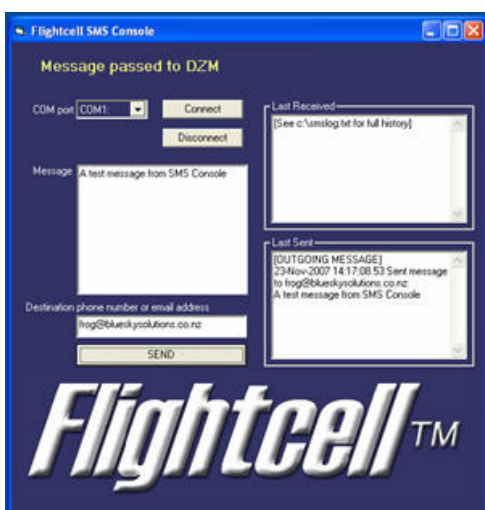 Flightcell SMS Console
Message passed to DZM
COM port
COM1:
Connect
Disconnect
Message
A test message from SMS Console
Destination phone number or email address
frog@blueskysolutions.co.nz
SEND
Last Received
[See c:\smslog.txt for full history]
Last Sent
[OUTGOING MESSAGE]
23-Nov-2007 14:17:08.53 Sent message
to frog@blueskysolutions.co.nz:
A test message from SMS Console
Flightcell TM